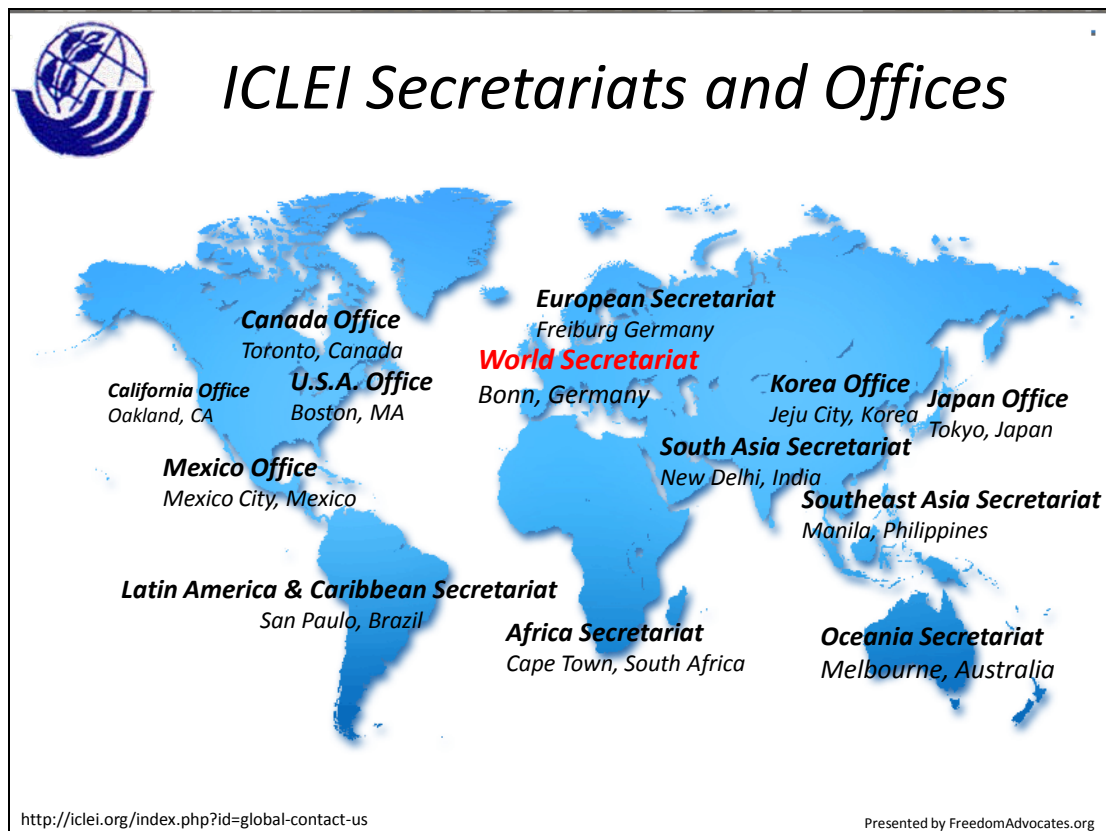 ICLEI Secretariats and Offices
European Secretariat
Freiburg Germany
Canada Office
Toronto, Canada
World Secretariat
Bonn, Germany
California Office
Oakland, CA
U.S.A. Office
Boston, MA
Korea Office
Jeju City, Korea
Japan Office
Tokyo, Japan
South Asia Secretariat
New Delhi, India
Mexico Office
Mexico City, Mexico
Southeast Asia Secretariat
Manila, Philippines
Latin America & Caribbean Secretariat
San Paulo, Brazil
Africa Secretariat
Cape Town, South Africa
Oceania Secretariat
Melbourne, Australia
http://iclei.org/index.php?id=global-contact-us
Presented by FreedomAdvocates.org